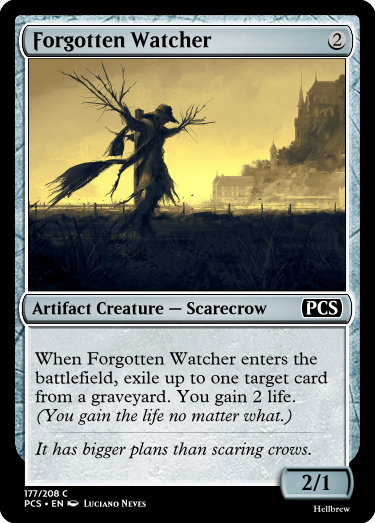 Forgotten Watcher 2
Artifact Creature — Scarecrow PCS
When Forgotten Watcher enters the
battlefield, exile up to one target card
from a graveyard. You gain 2 life.
(You gain the life no matter what.)
It has bigger plans than scaring crows.
2/1
177/208 C
PCS • EN Luciano Neves
Hellbrew